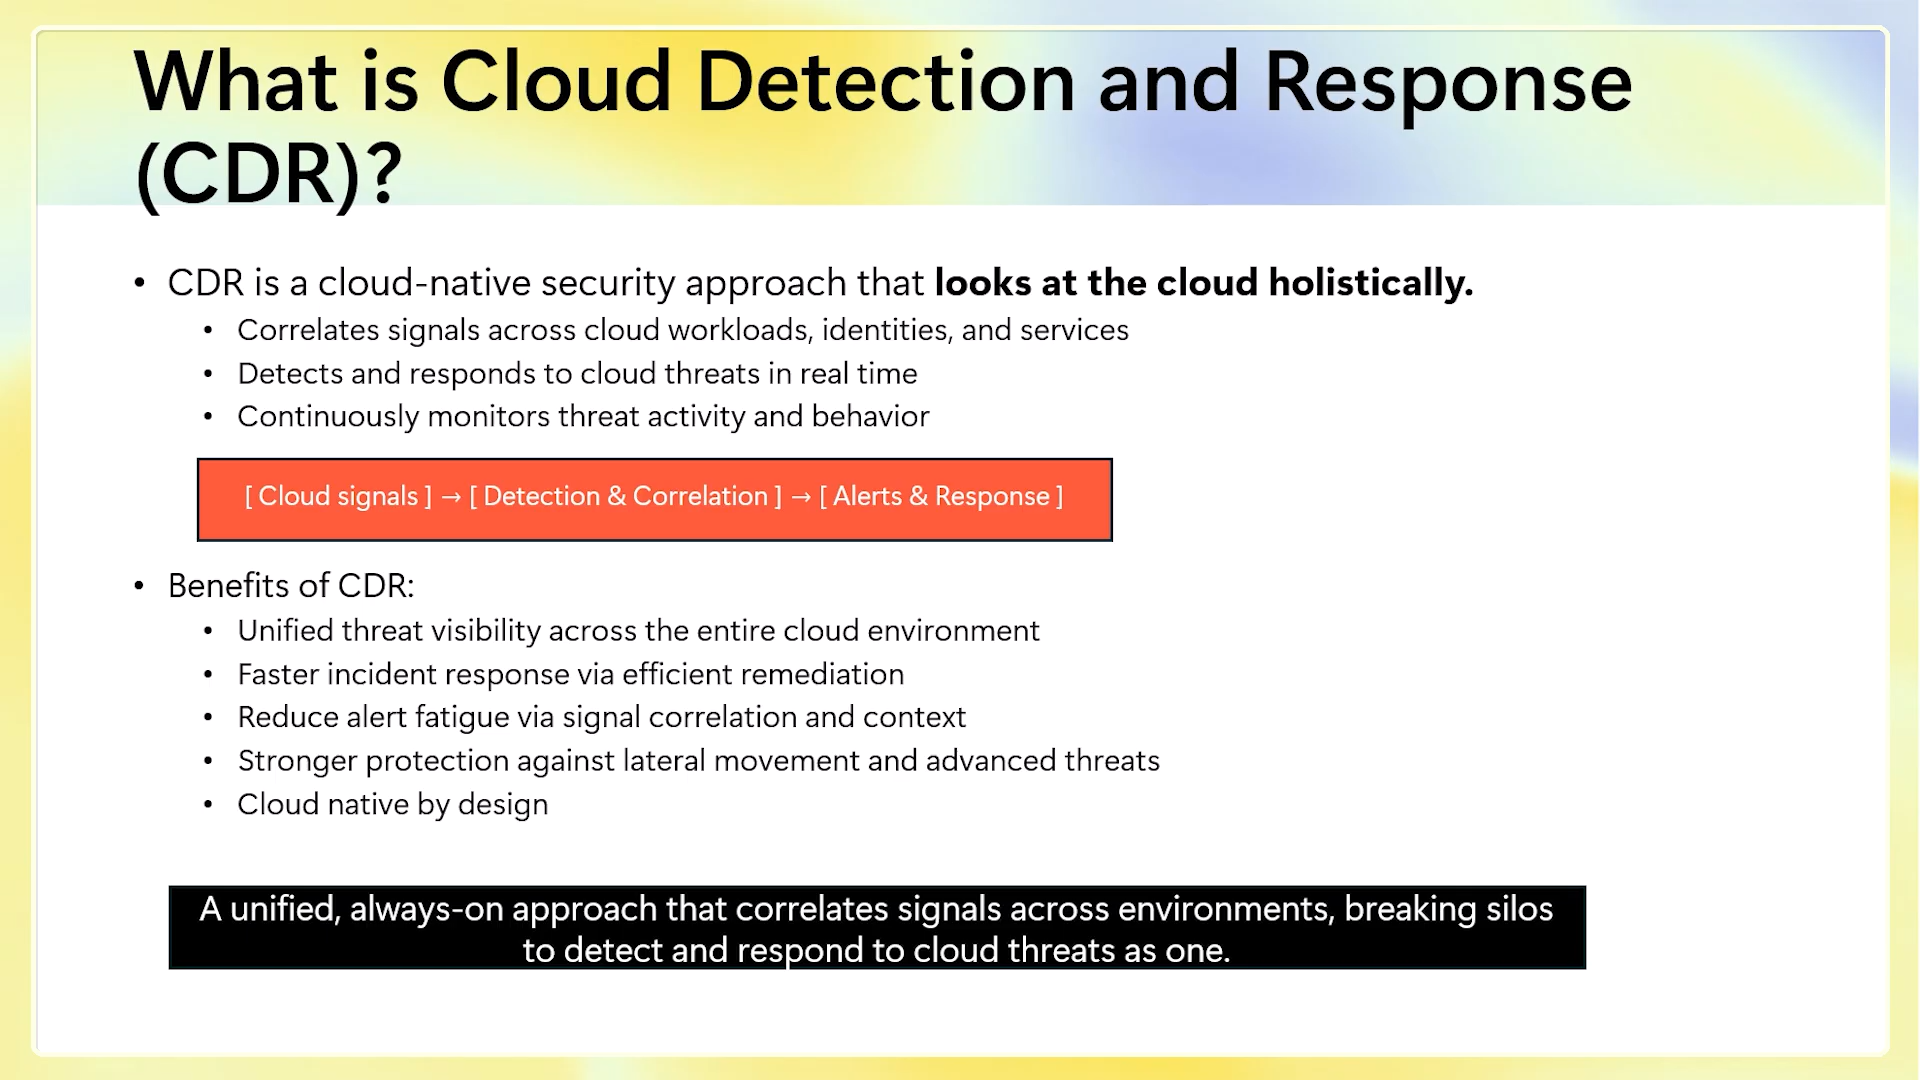 What is Cloud Detection and Response
(CDR)?
• CDR is a cloud-native security approach that looks at the cloud holistically.
• Correlates signals across cloud workloads, identities, and services
• Detects and responds to cloud threats in real time
• Continuously monitors threat activity and behavior
[ Cloud signals ] → [ Detection & Correlation ] → [ Alerts & Response ]
• Benefits of CDR:
• Unified threat visibility across the entire cloud environment
• Faster incident response via efficient remediation
• Reduce alert fatigue via signal correlation and context
• Stronger protection against lateral movement and advanced threats
• Cloud native by design
A unified, always-on approach that correlates signals across environments, breaking silos
to detect and respond to cloud threats as one.